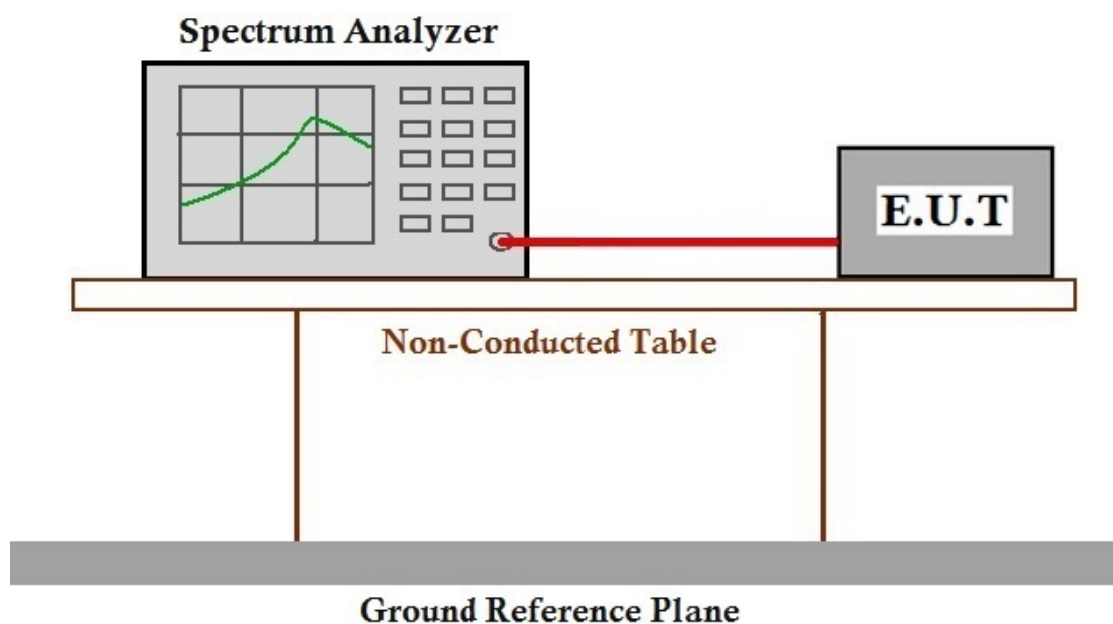 Spectrum Analyzer
E.U.T
Non-Conducted Table
Ground Reference Plane